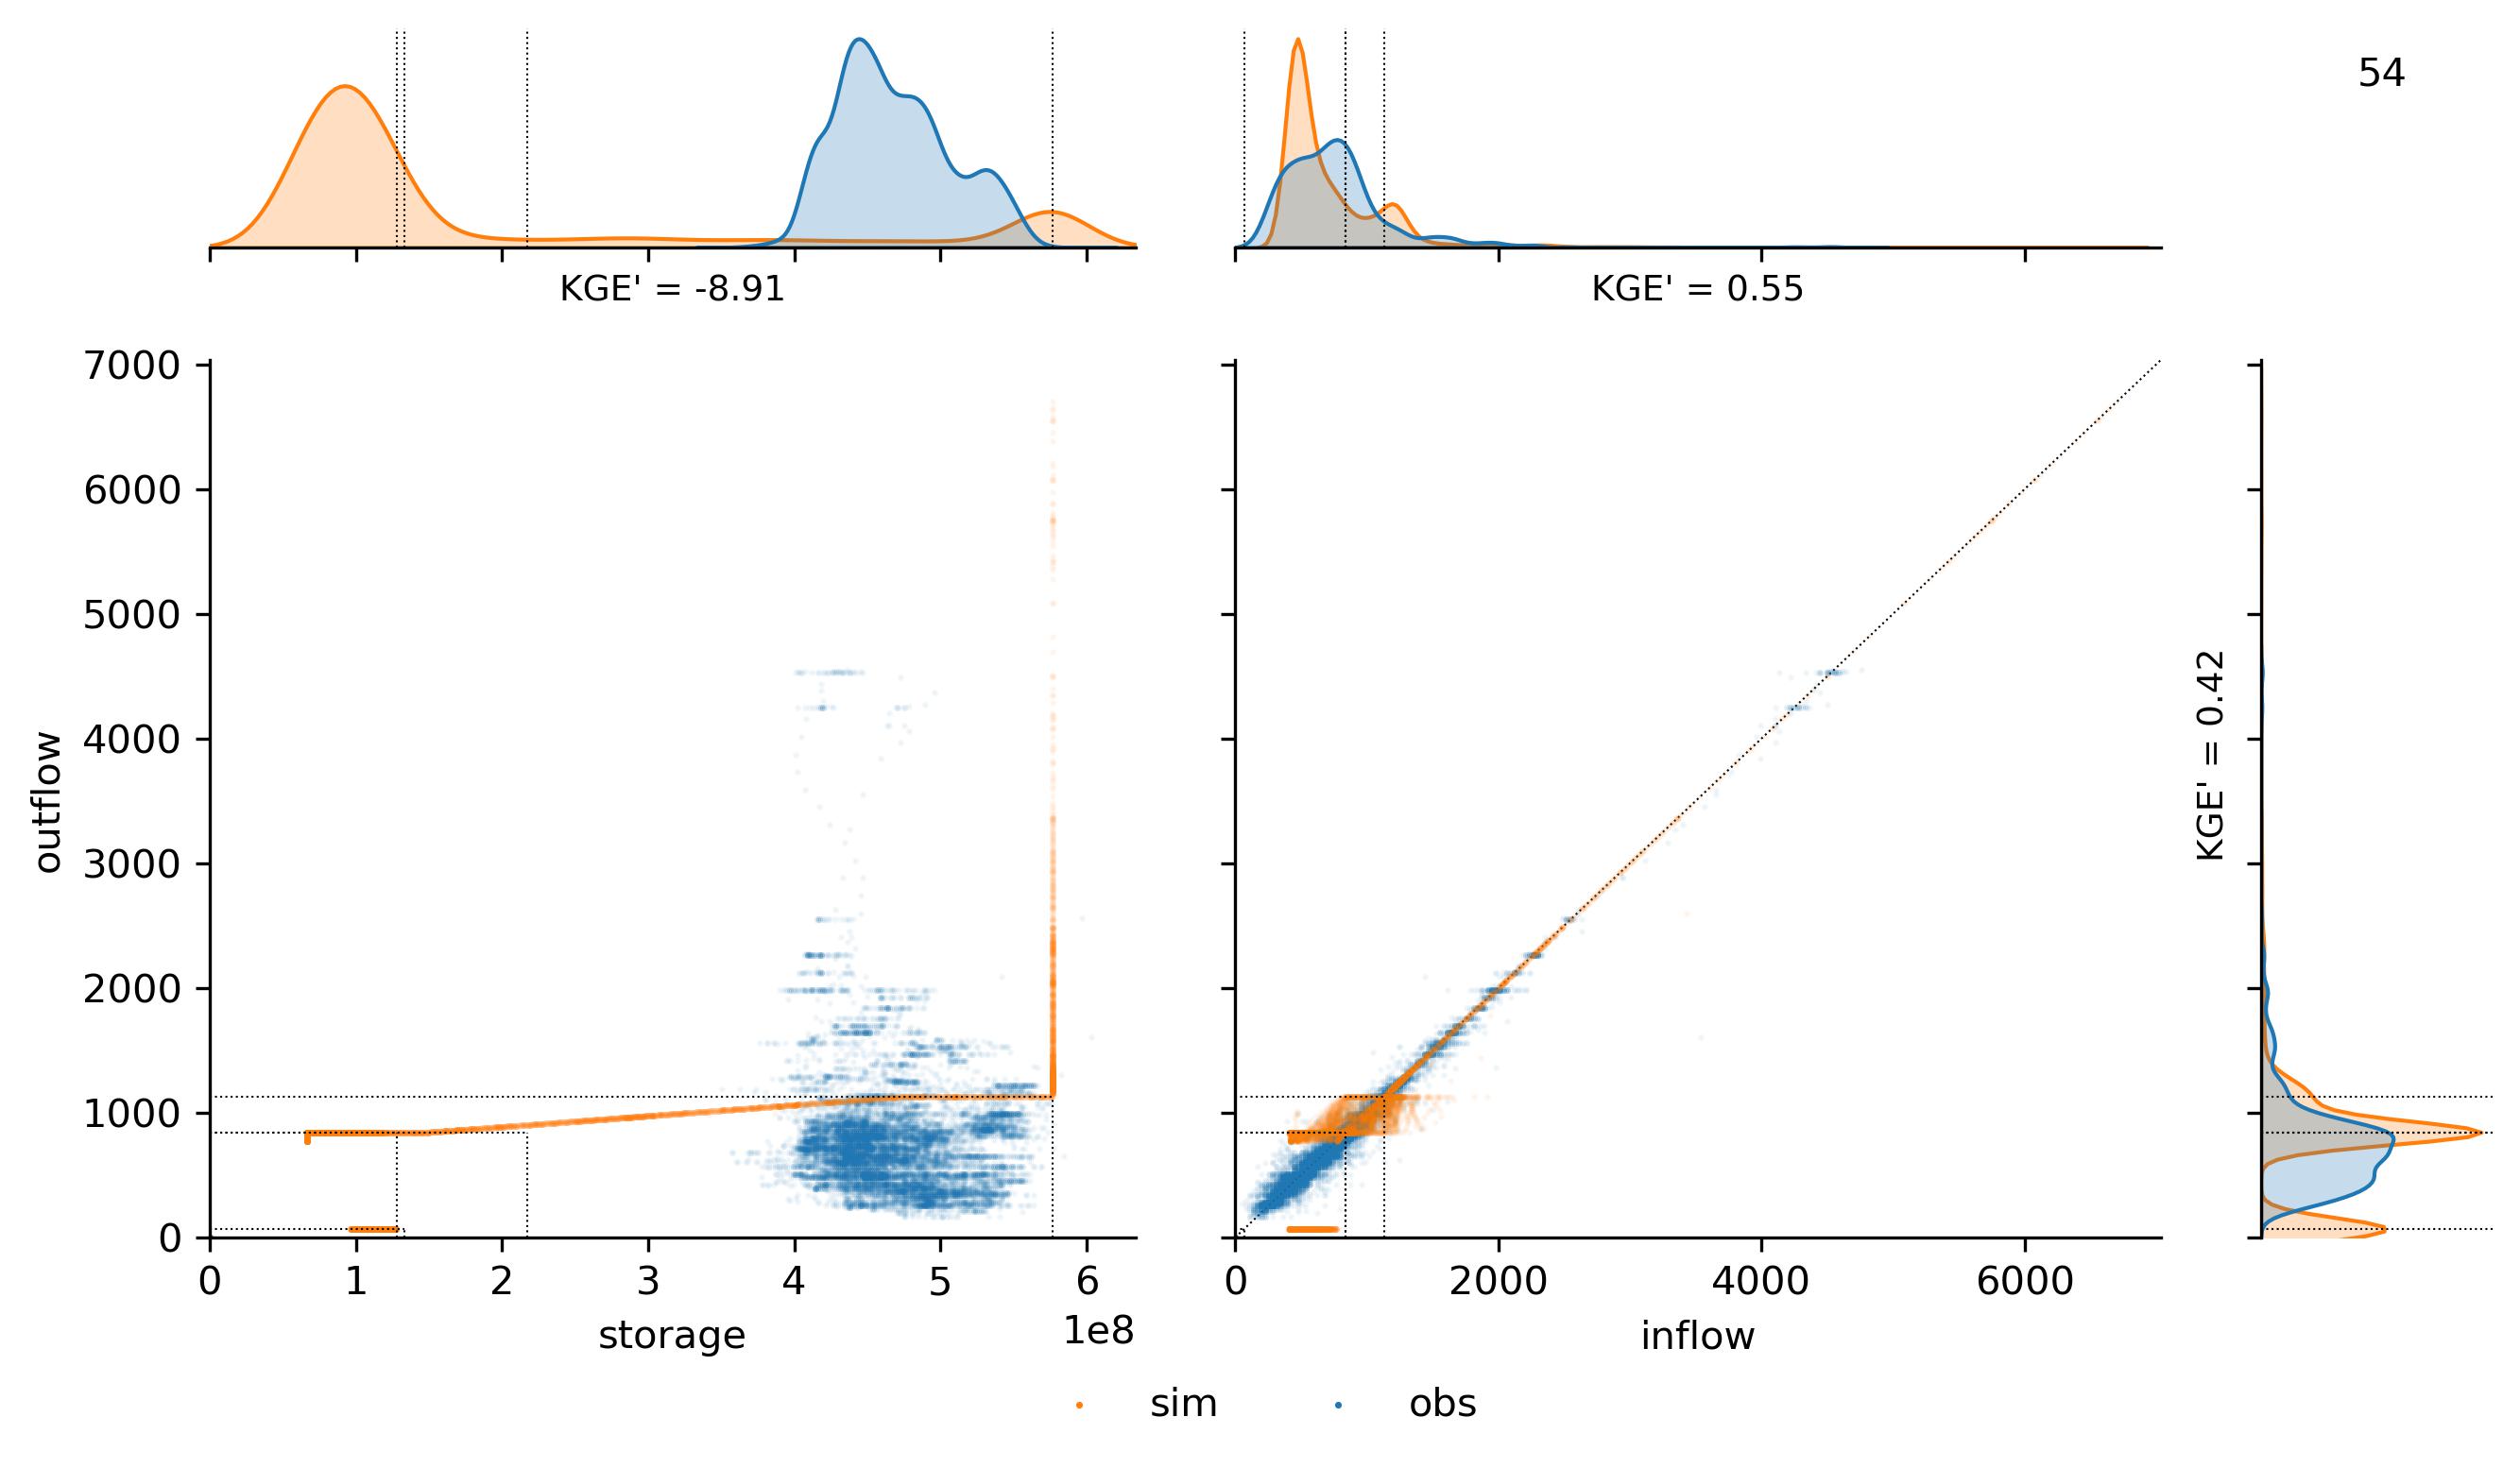 54
KGE' = -8.91
KGE' = 0.55
7000
6000
5000
4000
3000
2000
1000
0
outflow
KGE' = 0.42
0 1 2 3 4 5 6
1e8
storage
0 2000 4000 6000
inflow
sim obs